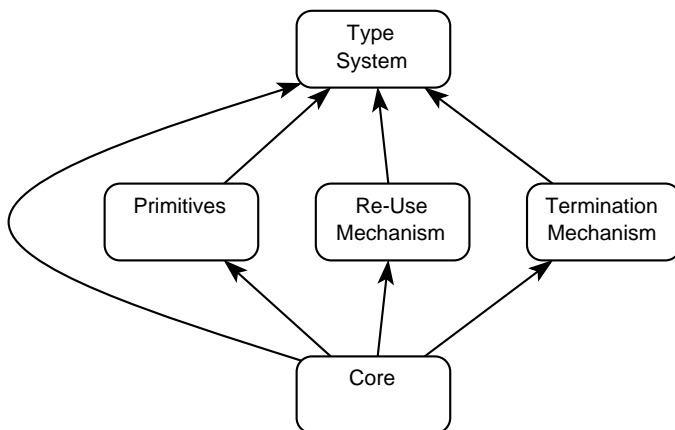 Type
System
Primitives
Re-Use
Mechanism
Termination
Mechanism
Core